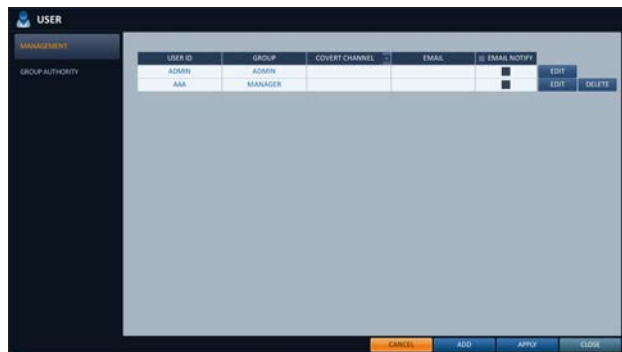 USER
MANAGEMENT
GROUP AUTHORITY
USER ID GROUP COVERT CHANNEL EMAIL EMAIL NOTIFY
ADMIN ADMIN EDIT
AAA MANAGER EDIT DELETE
CANCEL ADD APPLY CLOSE